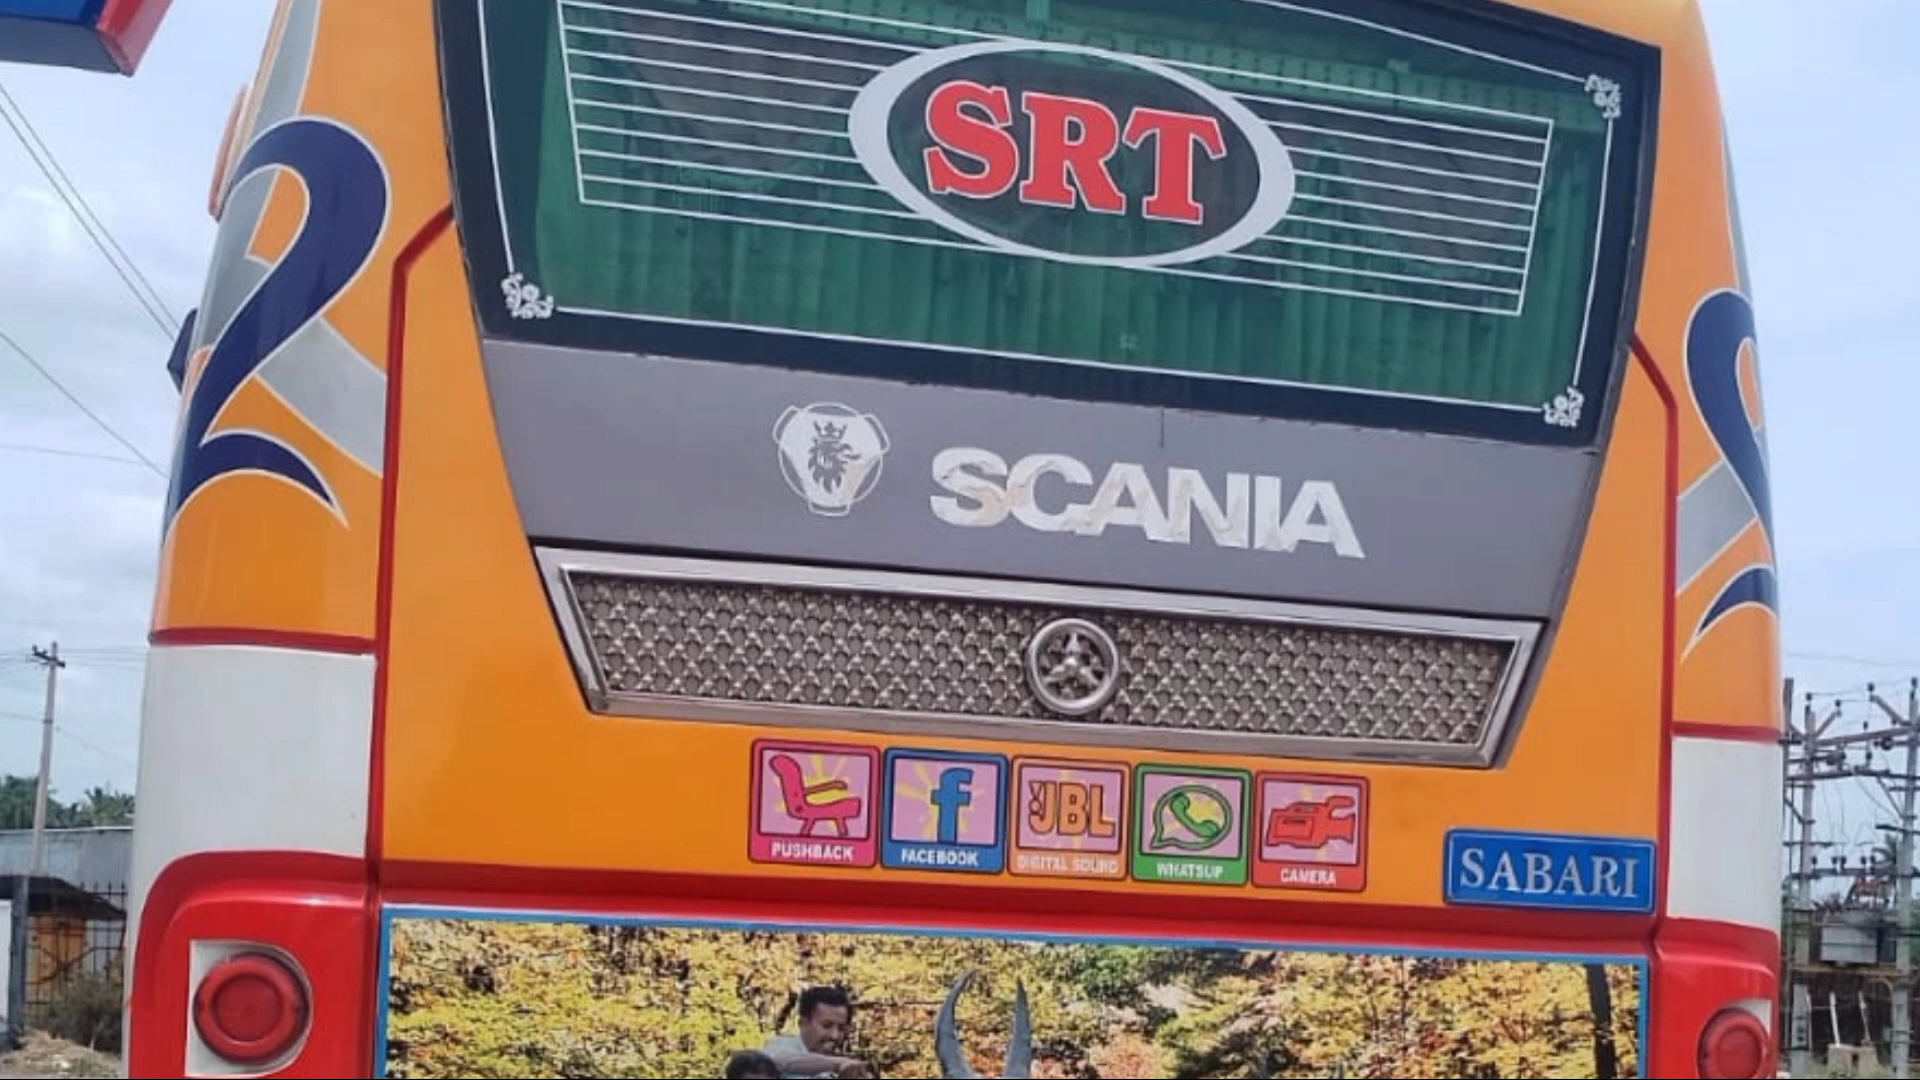 SRT
SCANIA
PUSHBACK
FACEBOOK
JBL
DIGITAL SOUND
WHATSUP
CAMERA
SABARI